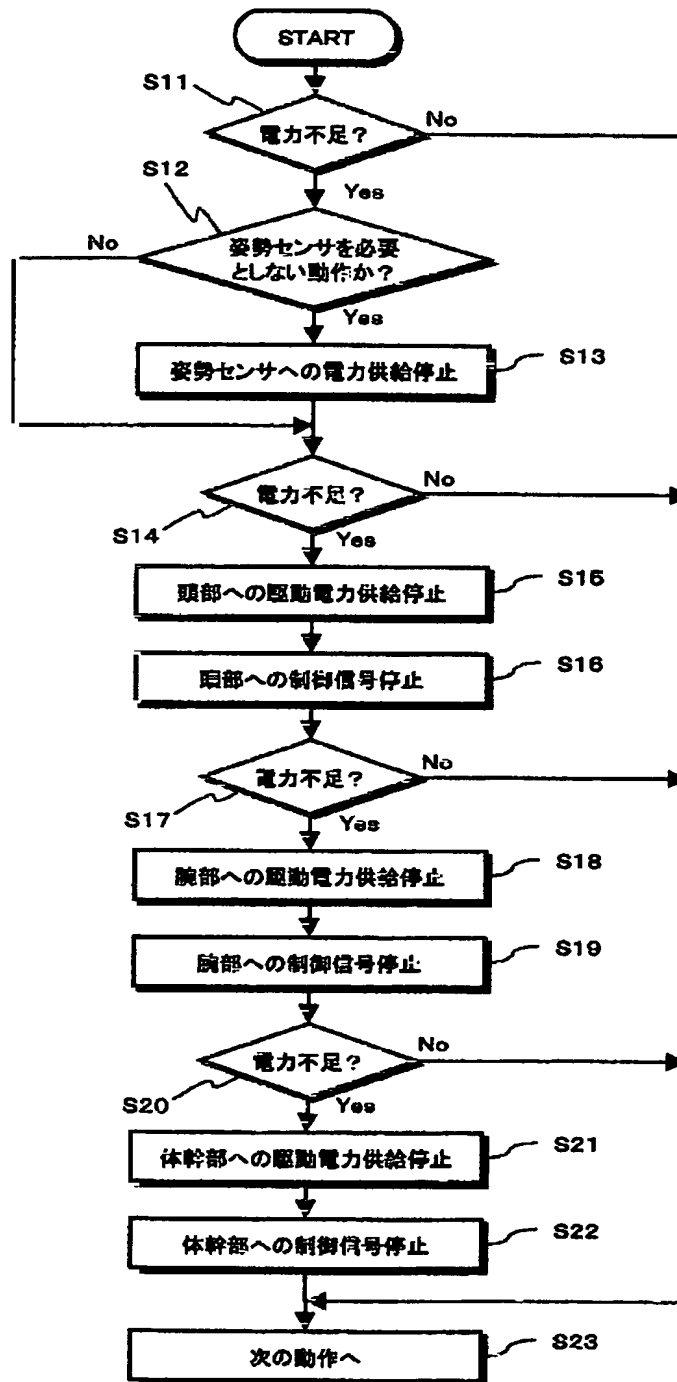 START
S11
電力不足?
No
Yes
S12
姿勢センサを必要
としない動作か?
No
Yes
姿勢センサへの電力供給停止
S13
電力不足?
No
S14
Yes
頭部への駆動電力供給停止
S15
頭部への制御信号停止
S16
電力不足?
No
S17
Yes
腕部への駆動電力供給停止
S18
腕部への制御信号停止
S19
電力不足?
No
S20
Yes
体幹部への駆動電力供給停止
S21
体幹部への制御信号停止
S22
次の動作へ
S23